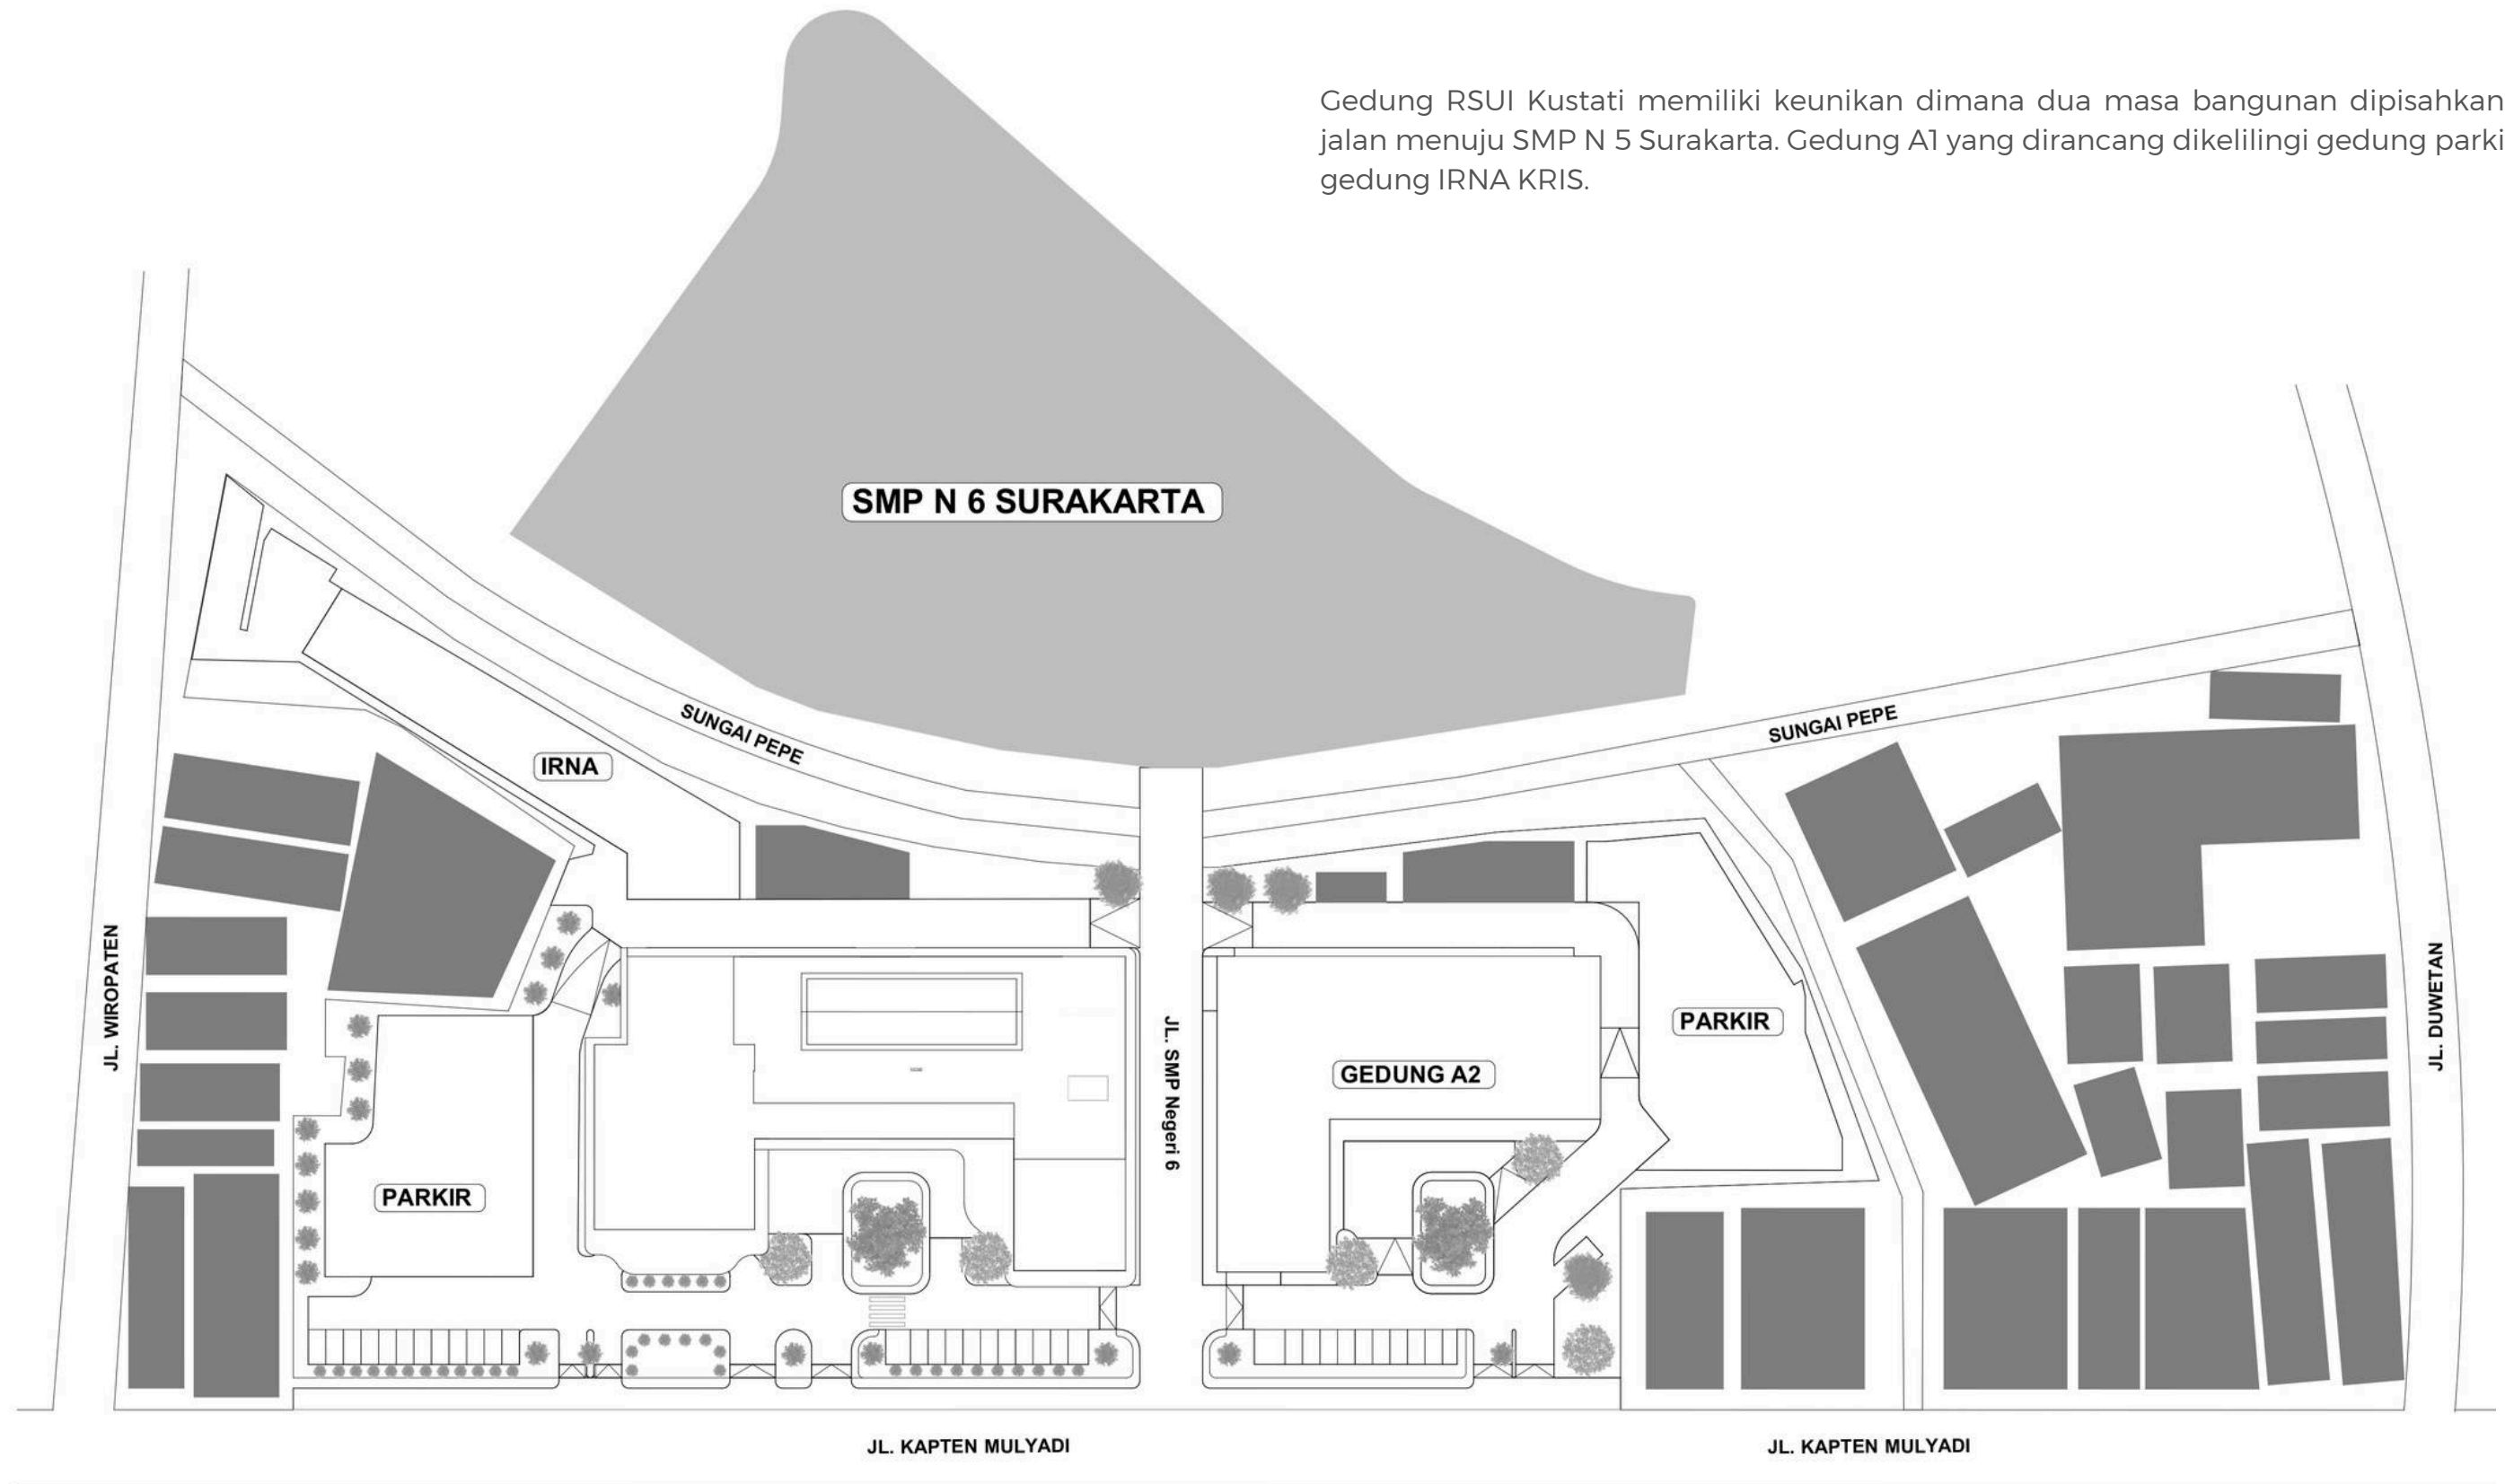 Gedung RSUI Kustati memiliki keunikan dimana dua masa bangunan dipisahkan
jalan menuju SMP N 5 Surakarta. Gedung A1 yang dirancang dikelilingi gedung parki
gedung IRNA KRIS.
SMP N 6 SURAKARTA
SUNGAI PEPE
SUNGAI PEPE
IRNA
JL. WIROPATEN
JL. DUWETAN
PARKIR
JL. SMP Negeri 6
GEDUNG A2
PARKIR
JL. KAPTEN MULYADI
JL. KAPTEN MULYADI